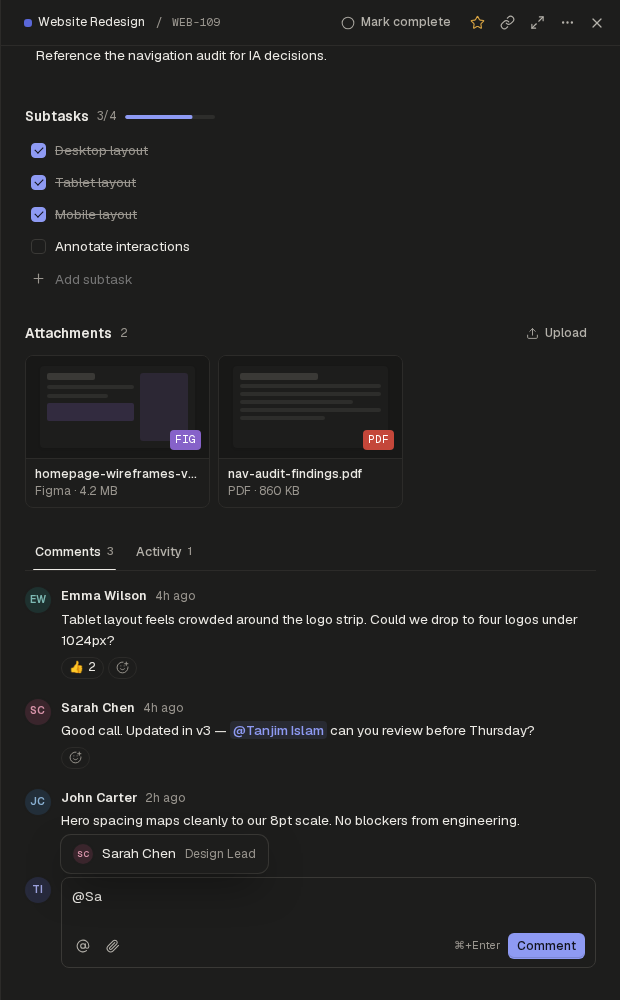 Website Redesign / WEB-109
Mark complete
Reference the navigation audit for IA decisions.
Subtasks 3/4
Desktop layout
Tablet layout
Mobile layout
Annotate interactions
Add subtask
Attachments 2
Upload
FIG
PDF
homepage-wireframes-v...
Figma · 4.2 MB
nav-audit-findings.pdf
PDF · 860 KB
Comments 3
Activity 1
EW
Emma Wilson 4h ago
Tablet layout feels crowded around the logo strip. Could we drop to four logos under
1024px?
👍 2
SC
Sarah Chen 4h ago
Good call. Updated in v3 — @Tanjim Islam can you review before Thursday?
JC
John Carter 2h ago
Hero spacing maps cleanly to our 8pt scale. No blockers from engineering.
SC Sarah Chen Design Lead
TI
@Sa
⌘+Enter
Comment